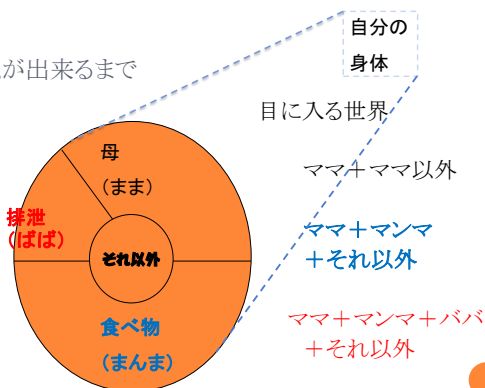 自分の
身体
が出来るまで
目に入る世界
母
(まま)
ママ+ママ以外
排泄
(ばば)
ママ+マンマ
+それ以外
それ以外
食べ物
(まんま)
ママ+マンマ+ババ
+それ以外